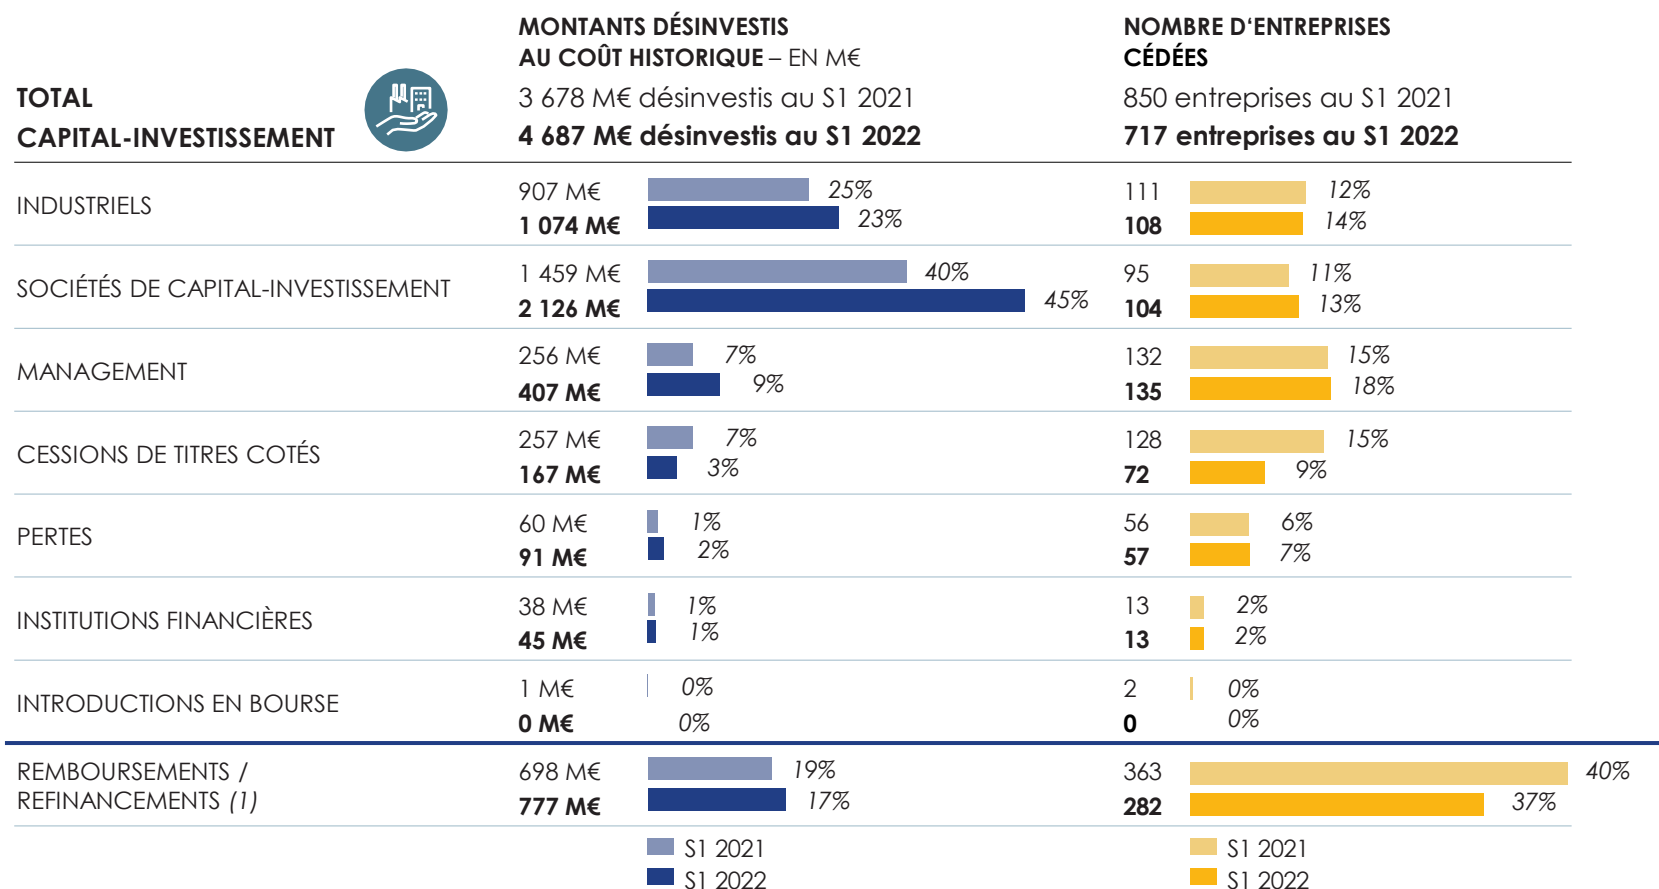 MONTANTS DÉSINVESTIS
AU COÛT HISTORIQUE – EN M€
NOMBRE D‘ENTREPRISES
CÉDÉES
TOTAL
CAPITAL-INVESTISSEMENT
3 678 M€ désinvestis au S1 2021
4 687 M€ désinvestis au S1 2022
850 entreprises au S1 2021
717 entreprises au S1 2022
INDUSTRIELS
907 M€ 25%
1 074 M€ 23%
111 12%
108 14%
SOCIÉTÉS DE CAPITAL-INVESTISSEMENT
1 459 M€ 40%
2 126 M€ 45%
95 11%
104 13%
MANAGEMENT
256 M€ 7%
407 M€ 9%
132 15%
135 18%
CESSIONS DE TITRES COTÉS
257 M€ 7%
167 M€ 3%
128 15%
72 9%
PERTES
60 M€ 1%
91 M€ 2%
56 6%
57 7%
INSTITUTIONS FINANCIÈRES
38 M€ 1%
45 M€ 1%
13 2%
13 2%
INTRODUCTIONS EN BOURSE
1 M€ 0%
0 M€ 0%
2 0%
0 0%
REMBOURSEMENTS /
REFINANCEMENTS (1)
698 M€ 19%
777 M€ 17%
363 40%
282 37%
S1 2021
S1 2022
S1 2021
S1 2022